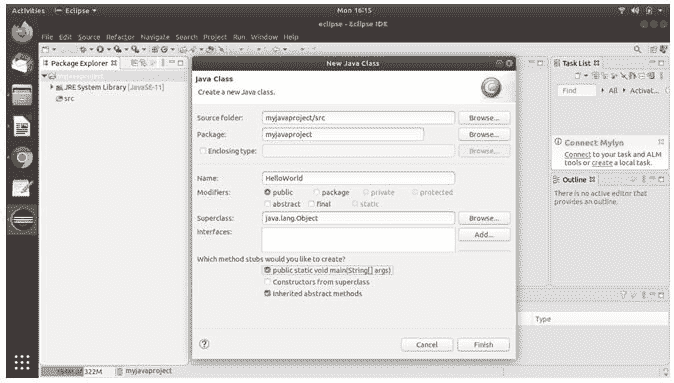 Activities Eclipse Mon 16:15
eclipse - Eclipse IDE
File Edit Source Refactor Navigate Search Project Run Window Help
Package Explorer
myjavaproject
JRE System Library [JavaSE-11]
src
New Java Class
Java Class
Create a new Java class.
Source folder: myjavaproject/src Browse...
Package: myjavaproject Browse...
Enclosing type: Browse...
Name: HelloWorld
Modifiers: public package private protected
abstract final static
Superclass: java.lang.Object Browse...
Interfaces: Add...
Which method stubs would you like to create?
public static void main(String[] args)
Constructors from superclass
Inherited abstract methods
? Cancel Finish
Task List
Find All Activat...
Connect Mylyn
Connect to your task and ALM
tools or create a local task.
Outline
There is no active editor that
provides an outline.
Type
of 322M myjavaproject